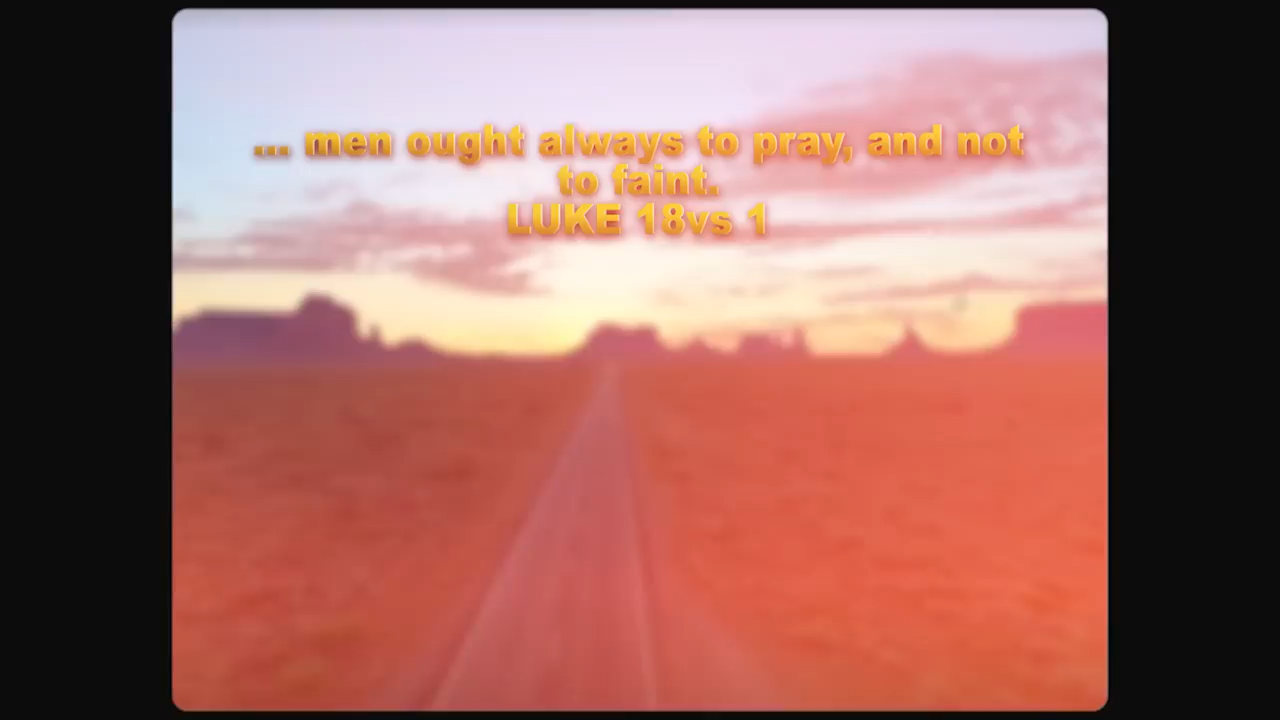 ... men ought always to pray, and not
to faint.
LUKE 18vs 1